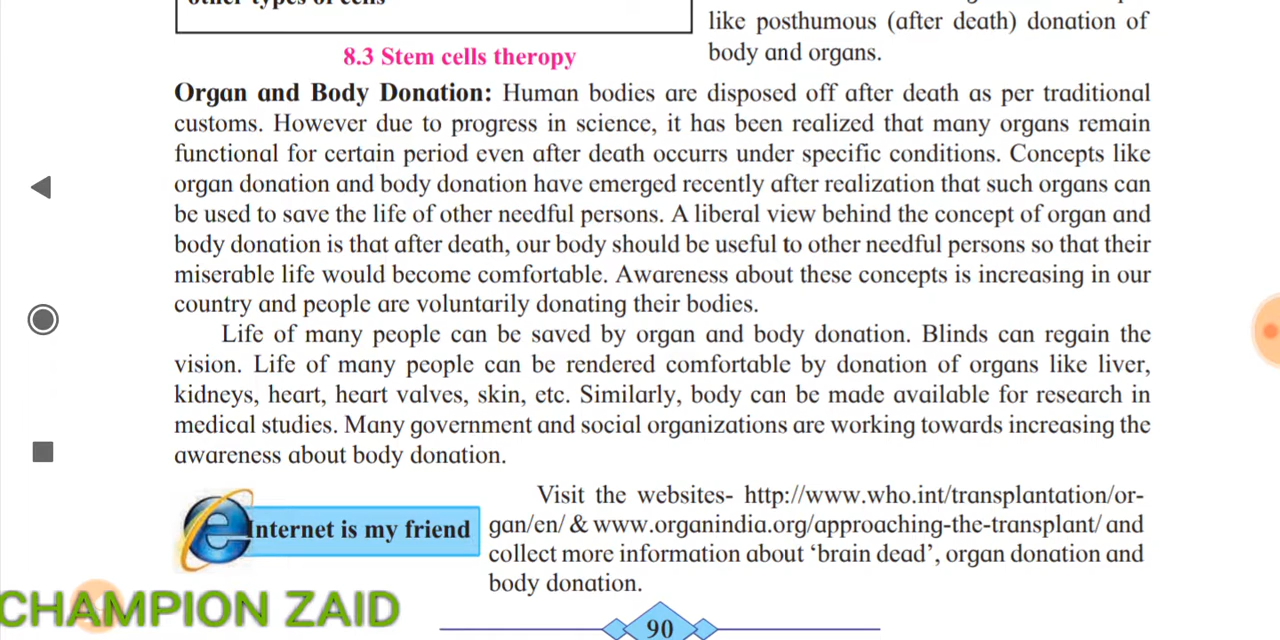 other types of cells
like posthumous (after death) donation of
body and organs.
8.3 Stem cells theropy
Organ and Body Donation: Human bodies are disposed off after death as per traditional
customs. However due to progress in science, it has been realized that many organs remain
functional for certain period even after death occurrs under specific conditions. Concepts like
organ donation and body donation have emerged recently after realization that such organs can
be used to save the life of other needful persons. A liberal view behind the concept of organ and
body donation is that after death, our body should be useful to other needful persons so that their
miserable life would become comfortable. Awareness about these concepts is increasing in our
country and people are voluntarily donating their bodies.
Life of many people can be saved by organ and body donation. Blinds can regain the
vision. Life of many people can be rendered comfortable by donation of organs like liver,
kidneys, heart, heart valves, skin, etc. Similarly, body can be made available for research in
medical studies. Many government and social organizations are working towards increasing the
awareness about body donation.
Internet is my friend
Visit the websites- http://www.who.int/transplantation/or-
gan/en/ & www.organindia.org/approaching-the-transplant/ and
collect more information about ‘brain dead’, organ donation and
body donation.
CHAMPION ZAID
90